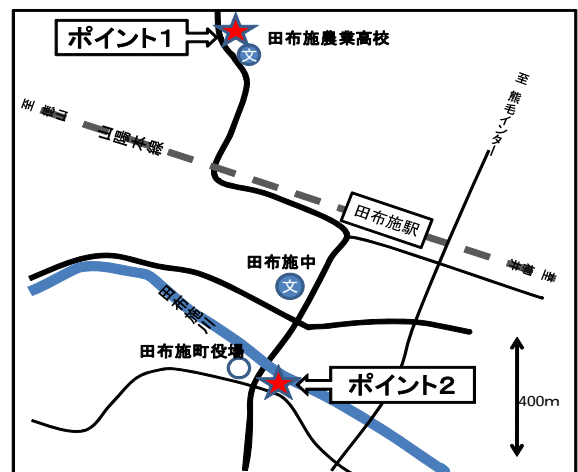 ポイント1
田布施農業高校
文
至 熊毛インター
至 徳山
山陽本線
田布施駅
至 柳井
田布施中
文
田布施川
田布施町役場
ポイント2
400m